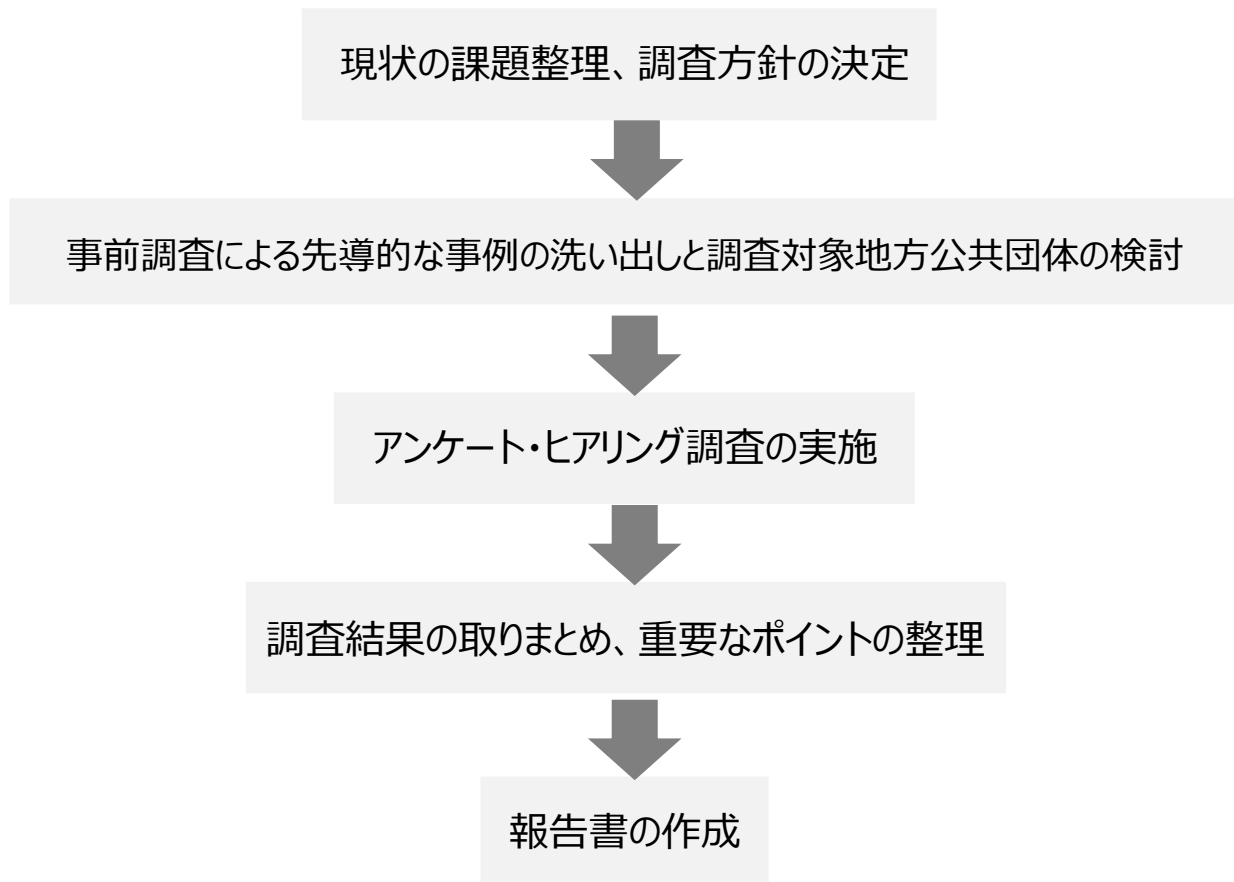 現状の課題整理、調査方針の決定
事前調査による先導的な事例の洗い出しと調査対象地方公共団体の検討
アンケート・ヒアリング調査の実施
調査結果の取りまとめ、重要なポイントの整理
報告書の作成